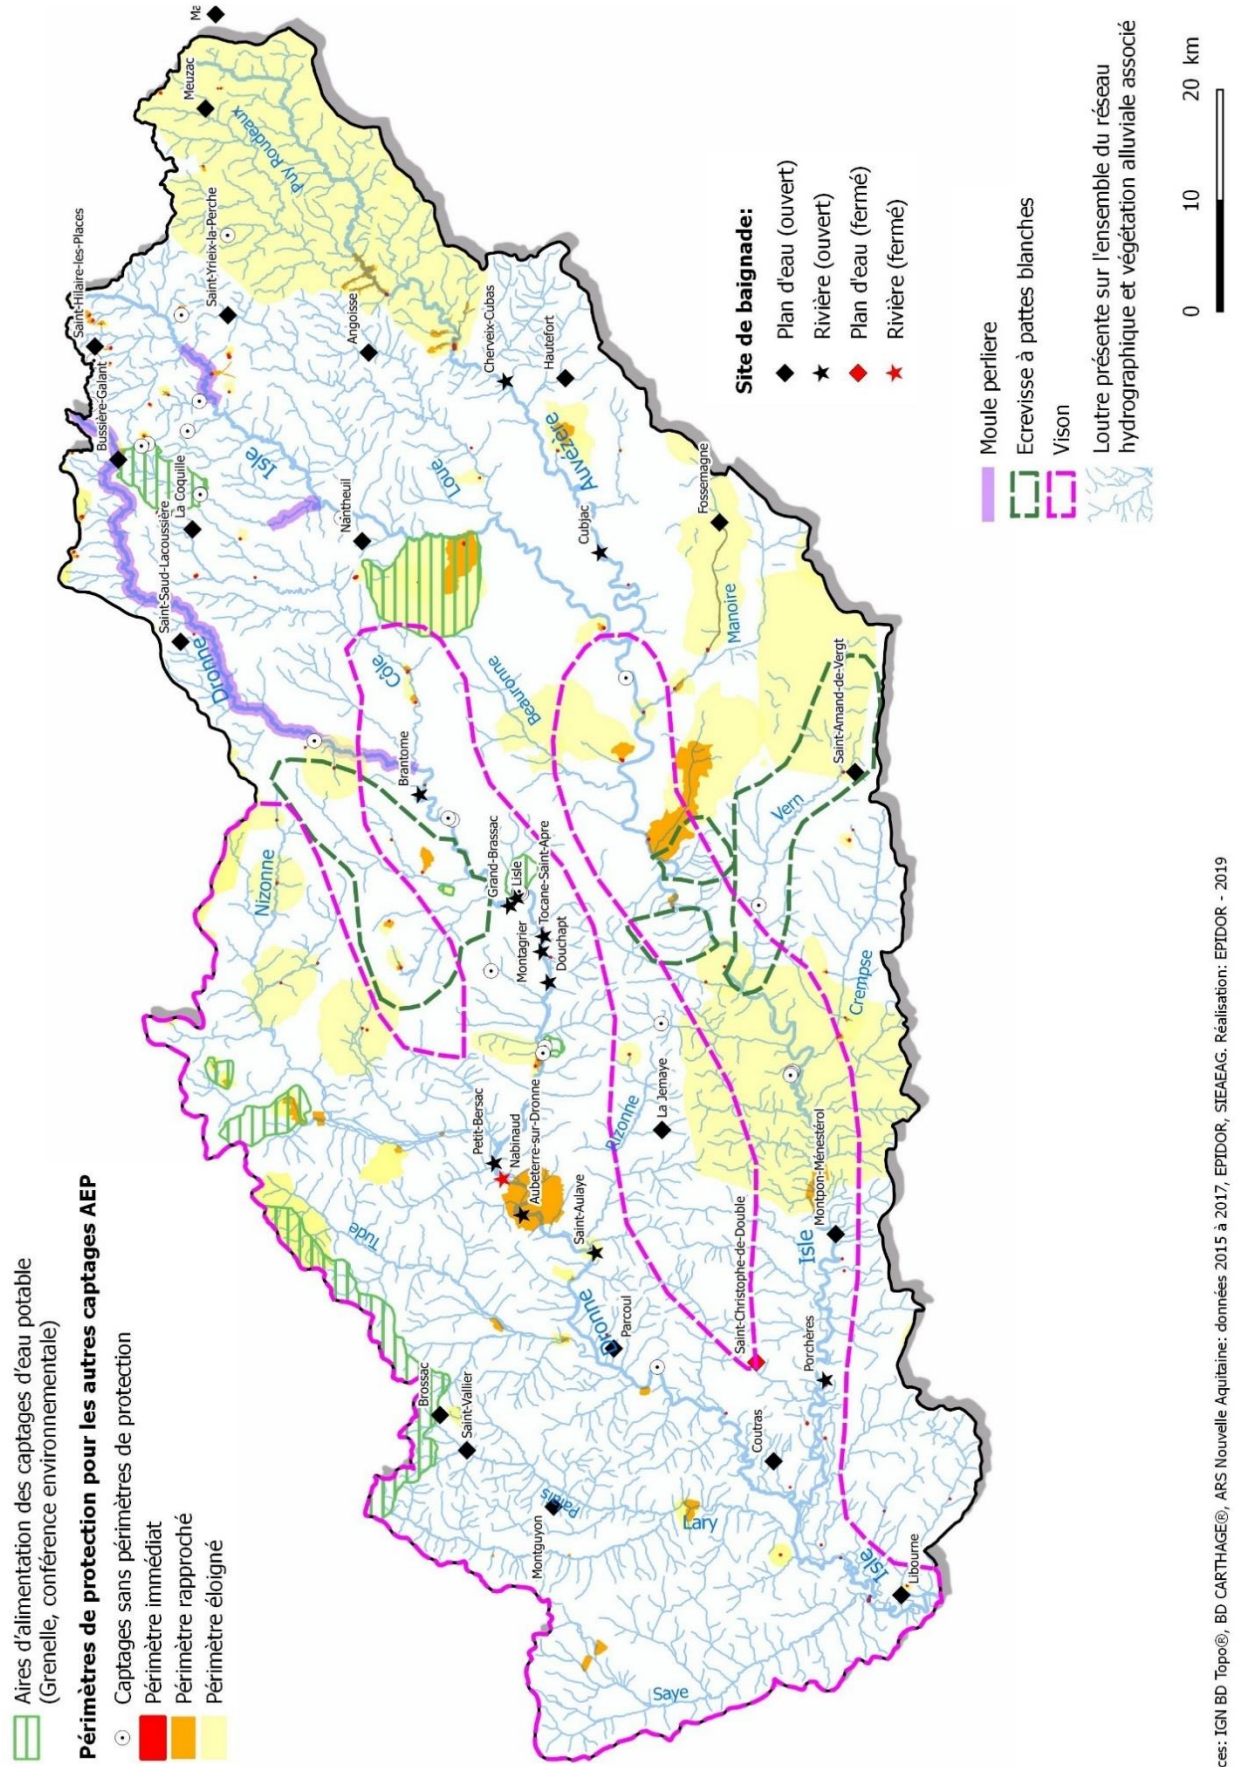 Aires d'alimentation des captages d'eau potable
(Grenelle, conférence environnementale)
Périmètres de protection pour les autres captages AEP
Captages sans périmètres de protection
Périmètre immédiat
Périmètre rapproché
Périmètre éloigné
Ma
Meuzac
Puy Roudeaux
Saint-Hilaire-les-Places
Saint-Yrieix-la-Perche
Bussière-Galant
Angoisse
La Coquille
Isle
Saint-Saud-Lacoussière
Nantheuil
Loue
Cherveix-Cubas
Hautefort
Auvézère
Dronne
Cubjac
Fossemagne
Côle
Beauronne
Manoire
Brantome
Saint-Amand-de-Vergt
Nizonne
Grand-Brassac
Lisle
Tocane-Saint-Apre
Vern
Montagrier
Douchapt
Crempse
Petit-Bersac
Nabinaud
Aubeterre-sur-Dronne
Rizonne
La Jemaye
Tude
Saint-Aulaye
Montpon-Ménestérol
Isle
Dronne
Parcoul
Saint-Christophe-de-Double
Porchères
Brossac
Saint-Vallier
Coutras
Palais
Montguyon
Lary
Isle
Libourne
Saye
Site de baignade:
Plan d'eau (ouvert)
Rivière (ouvert)
Plan d'eau (fermé)
Rivière (fermé)
Moule perliere
Ecrevisse à pattes blanches
Vison
Loutre présente sur l'ensemble du réseau
hydrographique et végétation alluviale associé
0 10 20 km
ces: IGN BD Topo®, BD CARTHAGE®, ARS Nouvelle Aquitaine: données 2015 à 2017, EPIDOR, SIEAEAG. Réalisation: EPIDOR - 2019